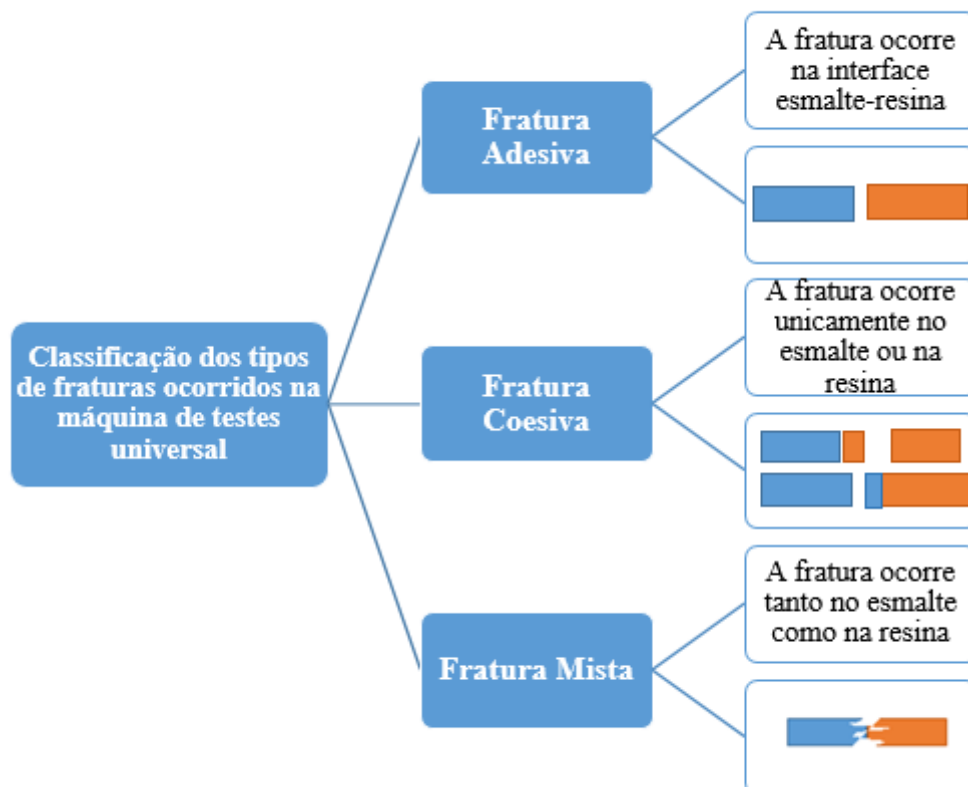 Classificação dos tipos
de fraturas ocorridos na
máquina de testes
universal
Fratura
Adesiva
A fratura ocorre
na interface
esmalte-resina
Fratura
Coesiva
A fratura ocorre
unicamente no
esmalte ou na
resina
Fratura Mista
A fratura ocorre
tanto no esmalte
como na resina